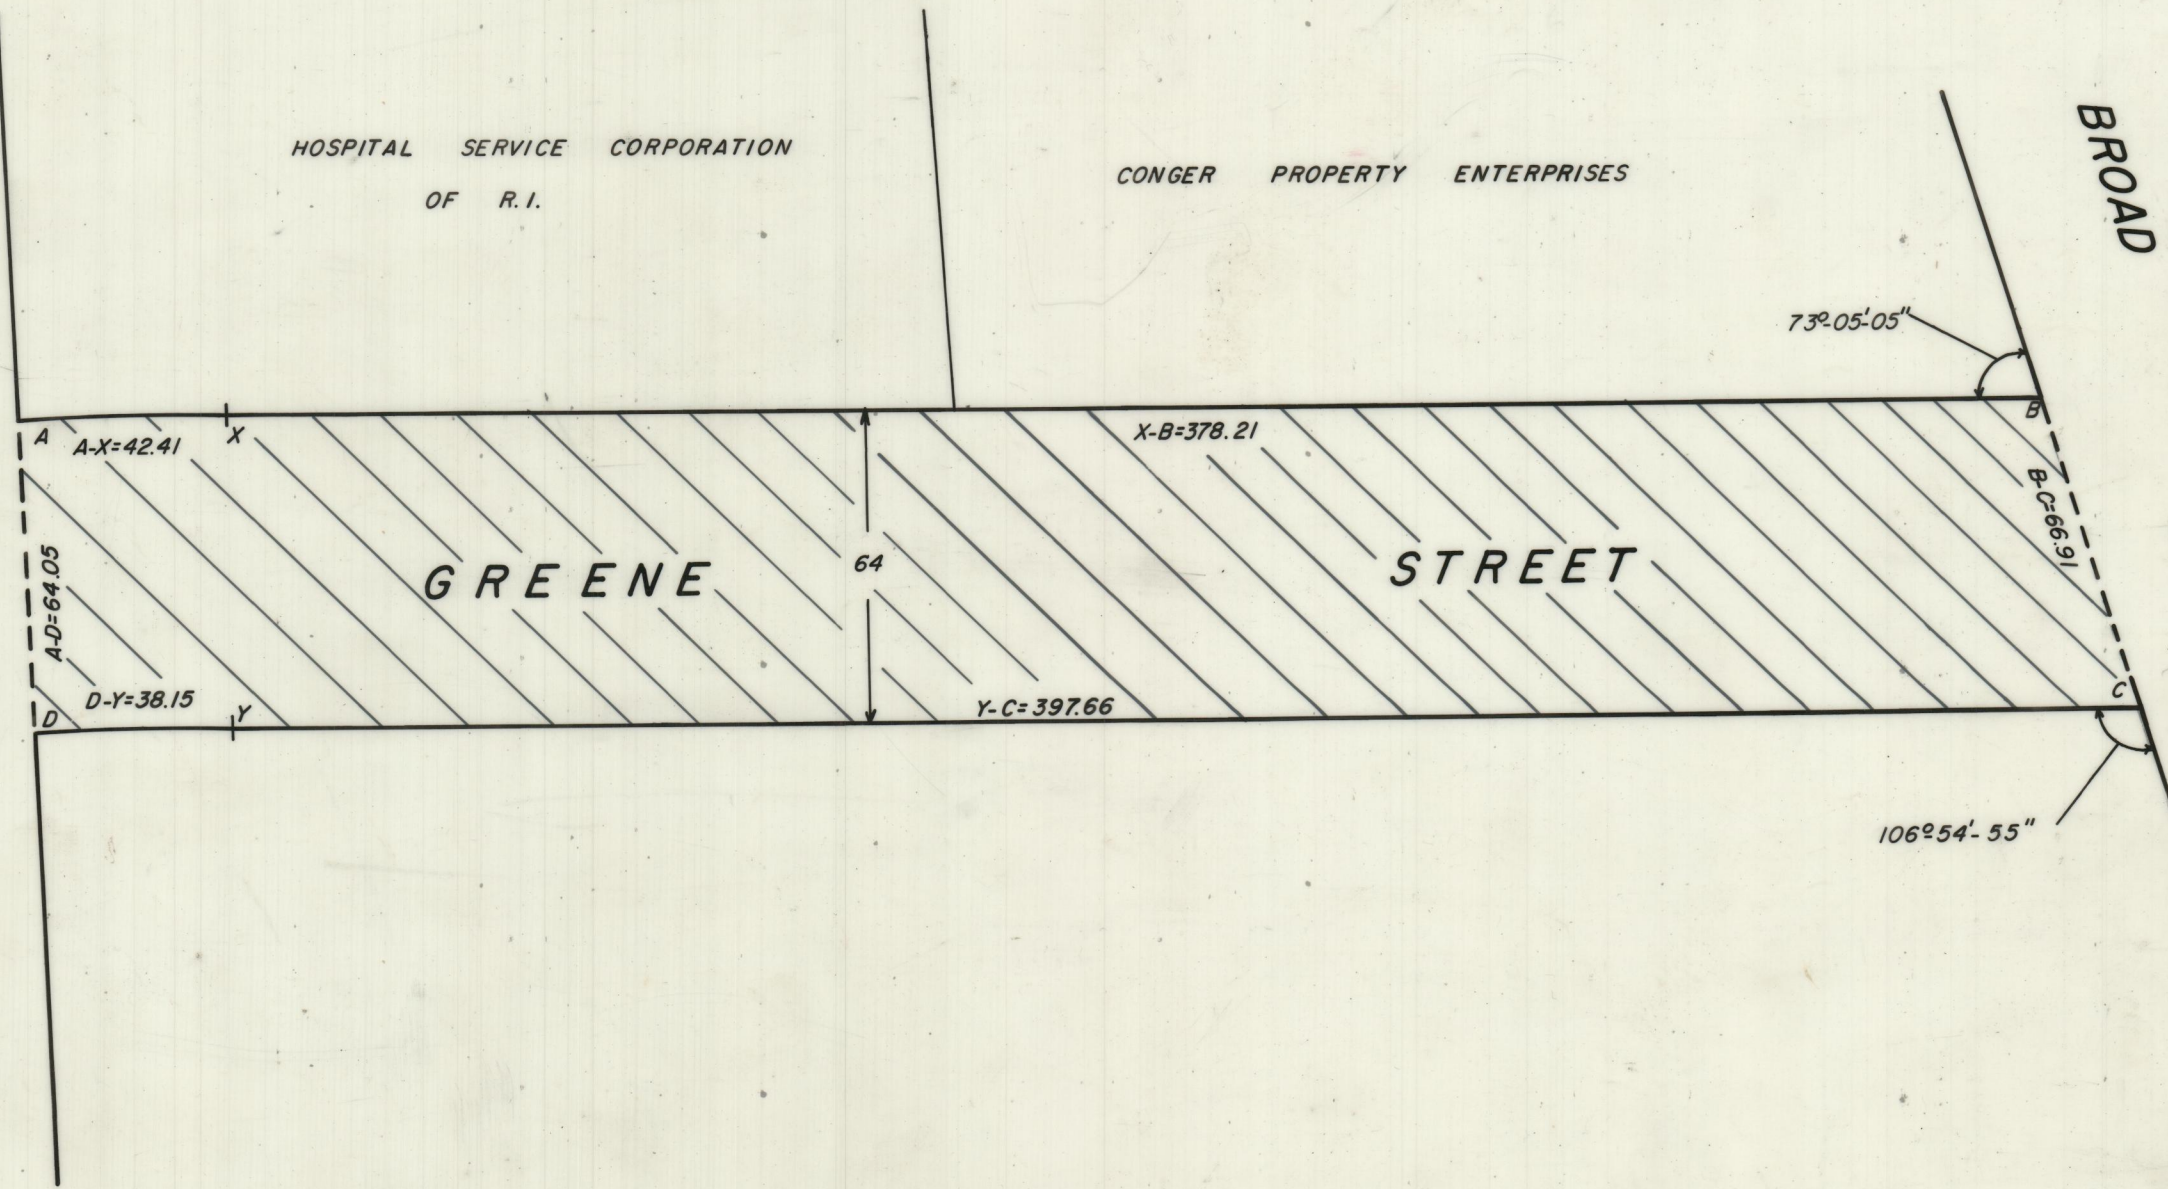 HOSPITAL SERVICE CORPORATION
OF R.I.
CONGER PROPERTY ENTERPRISES
BROAD
73º-05'-05"
A
A-X=42.41
X
X-B=378.21
B
B-C=66.91
A-D=64.05
GREENE
64
STREET
D
D-Y=38.15
Y
Y-C=397.66
C
106º54'-55"